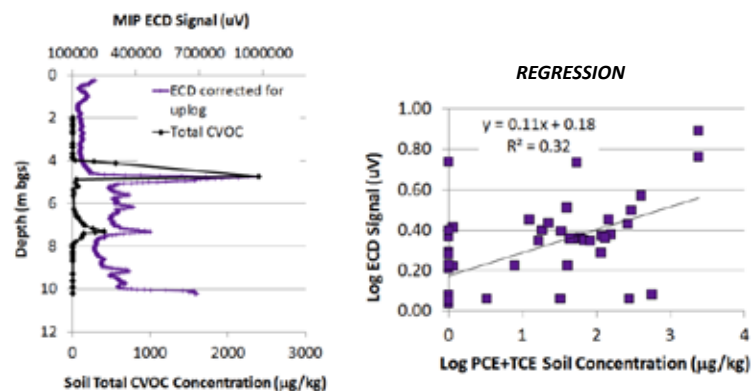 MIP ECD Signal (uV)
100000 400000 700000 1000000
0
2
4
6
8
10
12
Depth (m bgs)
ECD corrected for
uplog
Total CVOC
0 1000 2000 3000
Soil Total CVOC Concentration (µg/kg)
REGRESSION
1.00
0.80
0.60
0.40
0.20
0.00
Log ECD Signal (uV)
y = 0.11x + 0.18
R² = 0.32
0 1 2 3 4
Log PCE+TCE Soil Concentration (µg/kg)